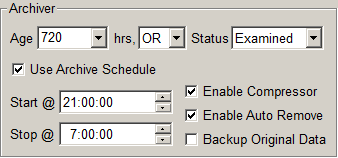 Archiver
Age 720 hrs, OR Status Examined
Use Archive Schedule
Start @ 21:00:00
Stop @ 7:00:00
Enable Compressor
Enable Auto Remove
Backup Original Data